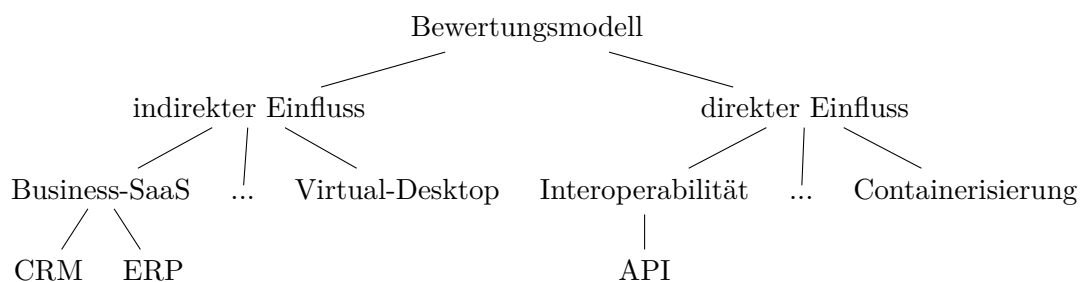 Bewertungsmodell
indirekter Einfluss direkter Einfluss
Business-SaaS ... Virtual-Desktop Interoperabilität ... Containerisierung
CRM ERP API